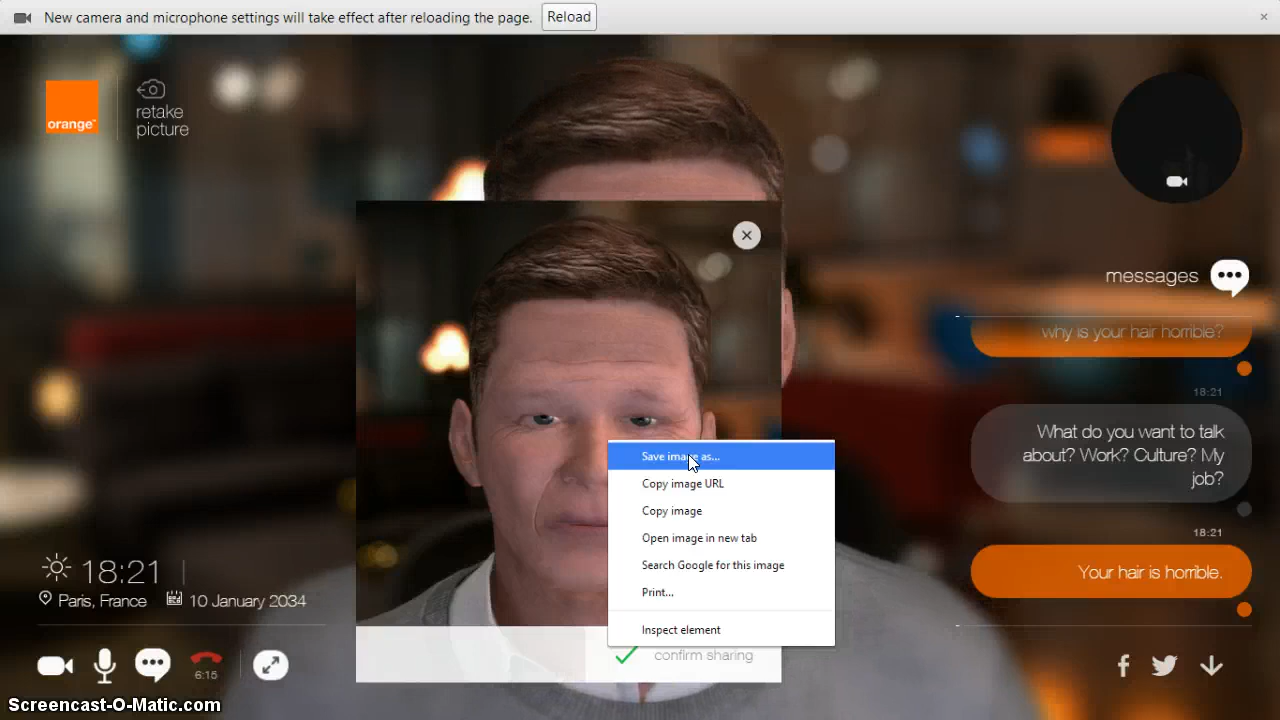 New camera and microphone settings will take effect after reloading the page.
Reload
orange™
retake
picture
messages
why is your hair horrible?
18:21
What do you want to talk
about? Work? Culture? My
job?
18:21
Your hair is horrible.
Save image as...
Copy image URL
Copy image
Open image in new tab
Search Google for this image
Print...
Inspect element
confirm sharing
18:21
Paris, France
10 January 2034
6:15
Screencast-O-Matic.com